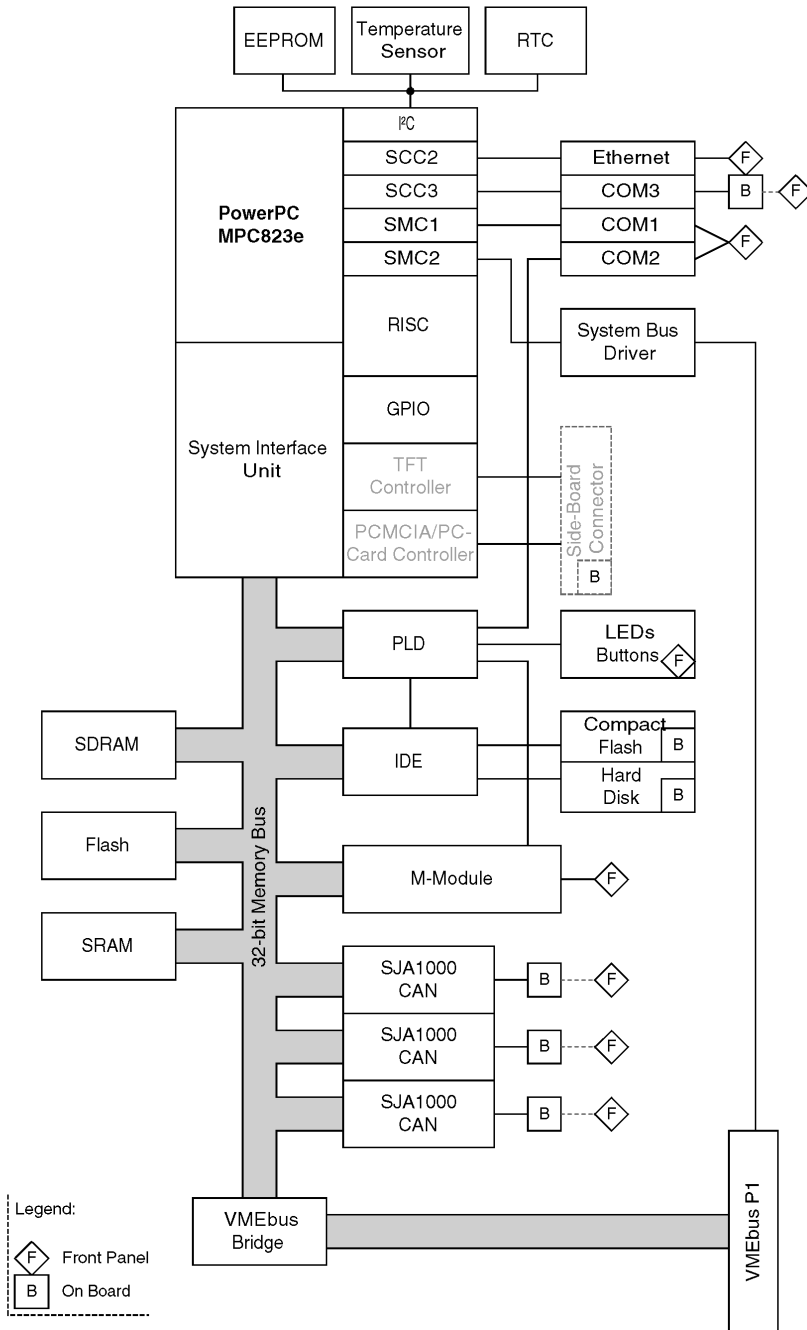 EEPROM
Temperature
Sensor
RTC
I²C
SCC2
Ethernet
F
SCC3
COM3
B
F
PowerPC
MPC823e
SMC1
COM1
F
SMC2
COM2
RISC
System Bus
Driver
GPIO
System Interface
Unit
TFT
Controller
PCMCIA/PC-
Card Controller
Side-Board
Connector
B
PLD
LEDs
Buttons
F
SDRAM
IDE
Compact
Flash
B
Hard
Disk
B
Flash
32-bit Memory Bus
M-Module
F
SRAM
SJA1000
CAN
B
F
SJA1000
CAN
B
F
SJA1000
CAN
B
F
VMEbus
Bridge
VMEbus P1
Legend:
F
Front Panel
B
On Board